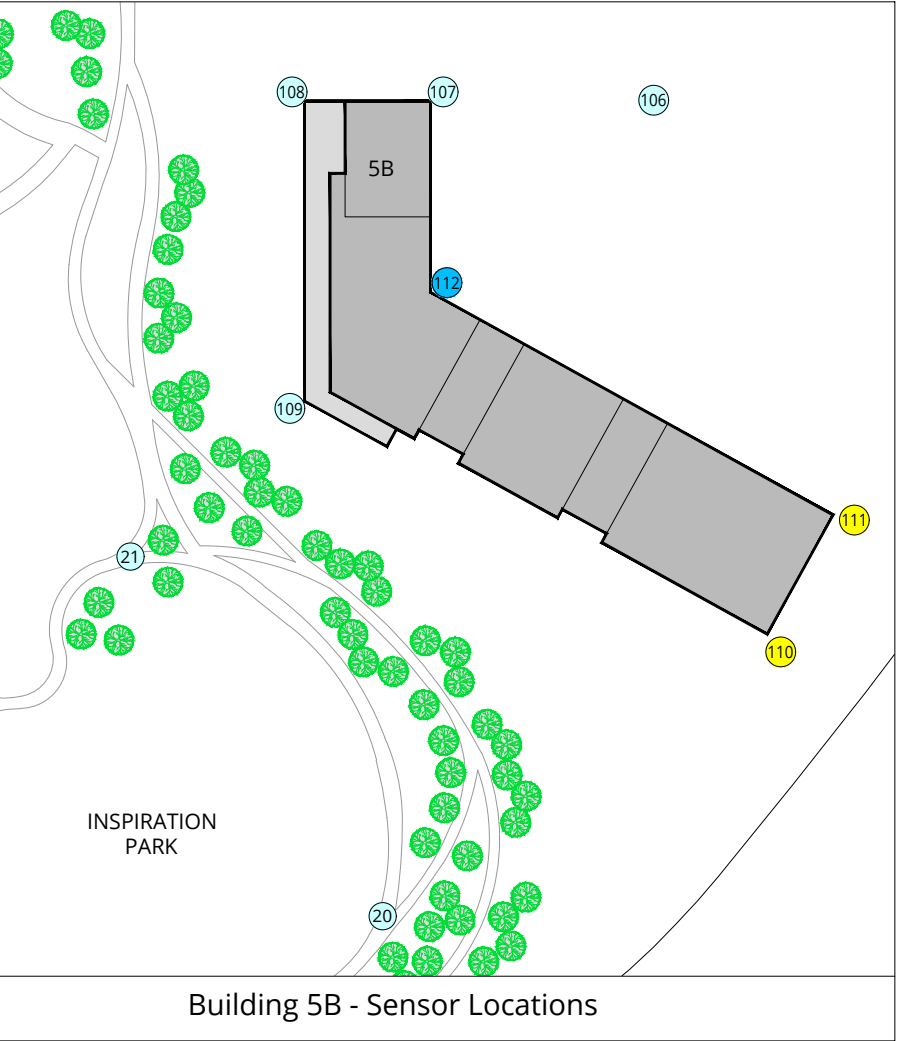 108
107
106
5B
112
109
111
21
110
INSPIRATION
PARK
20
Building 5B - Sensor Locations